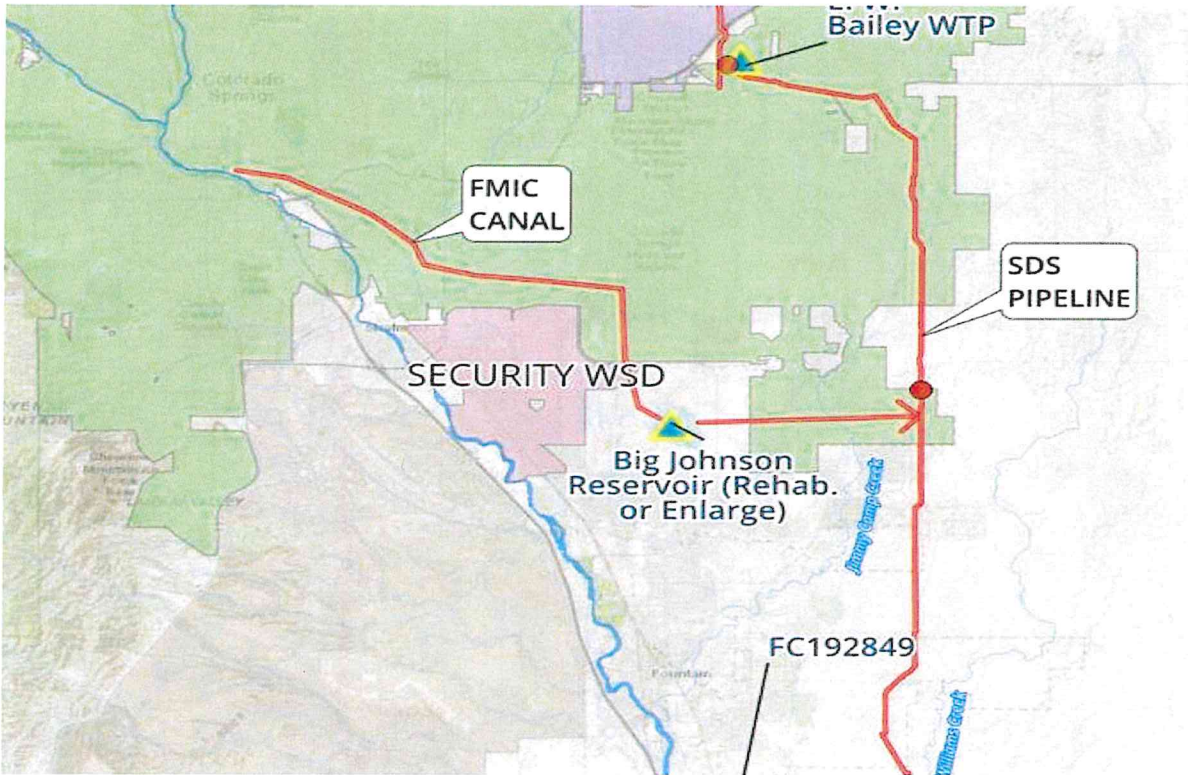 Bailey WTP
Colorado
Springs
FMIC
CANAL
SDS
PIPELINE
SECURITY WSD
Big Johnson
Reservoir (Rehab.
or Enlarge)
Jimmy Camp Creek
FC192849
Fountain
Williams Creek